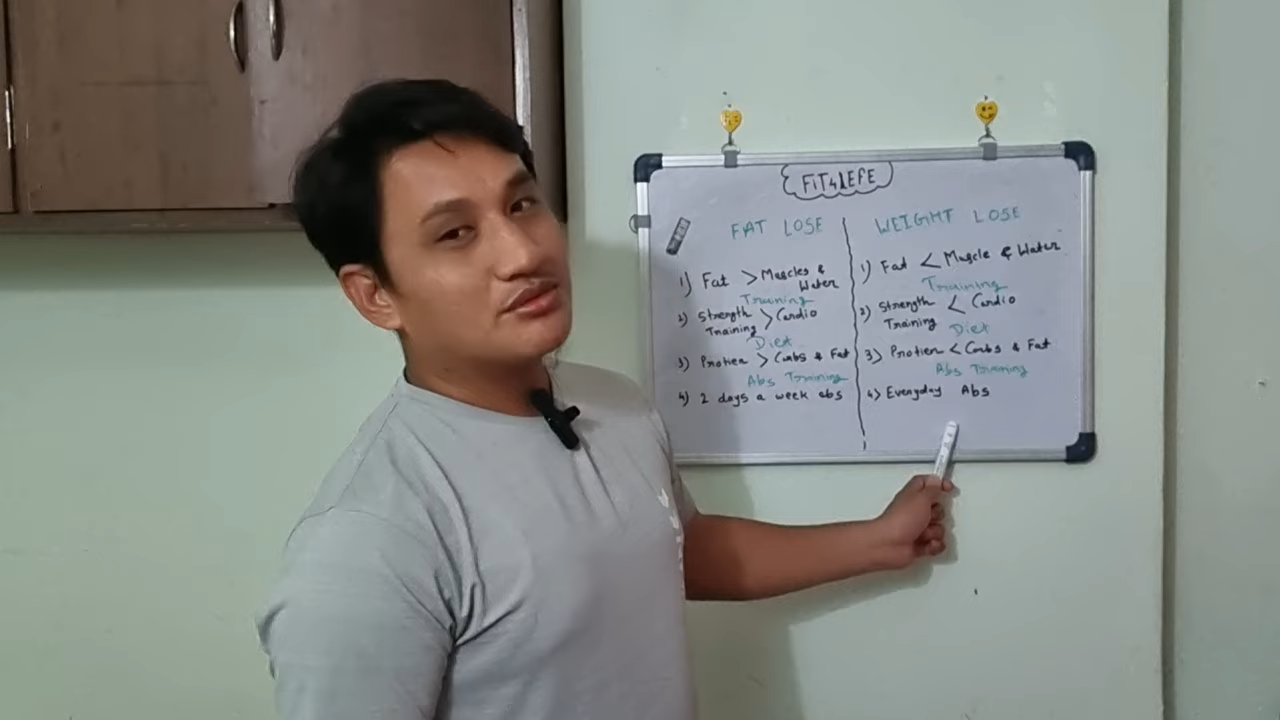 FIT4LEFE
FAT LOSE
1) Fat > Muscles &
Water
Training
2) Strength > Cardio
Training
Diet
3) Protien > Carbs & Fat
Abs Training
4) 2 days a week abs
WEIGHT LOSE
1) Fat < Muscle & Water
Training
2) Strength < Cardio
Training
Diet
3) Protien < Carbs & Fat
Abs Training
4) Everyday Abs